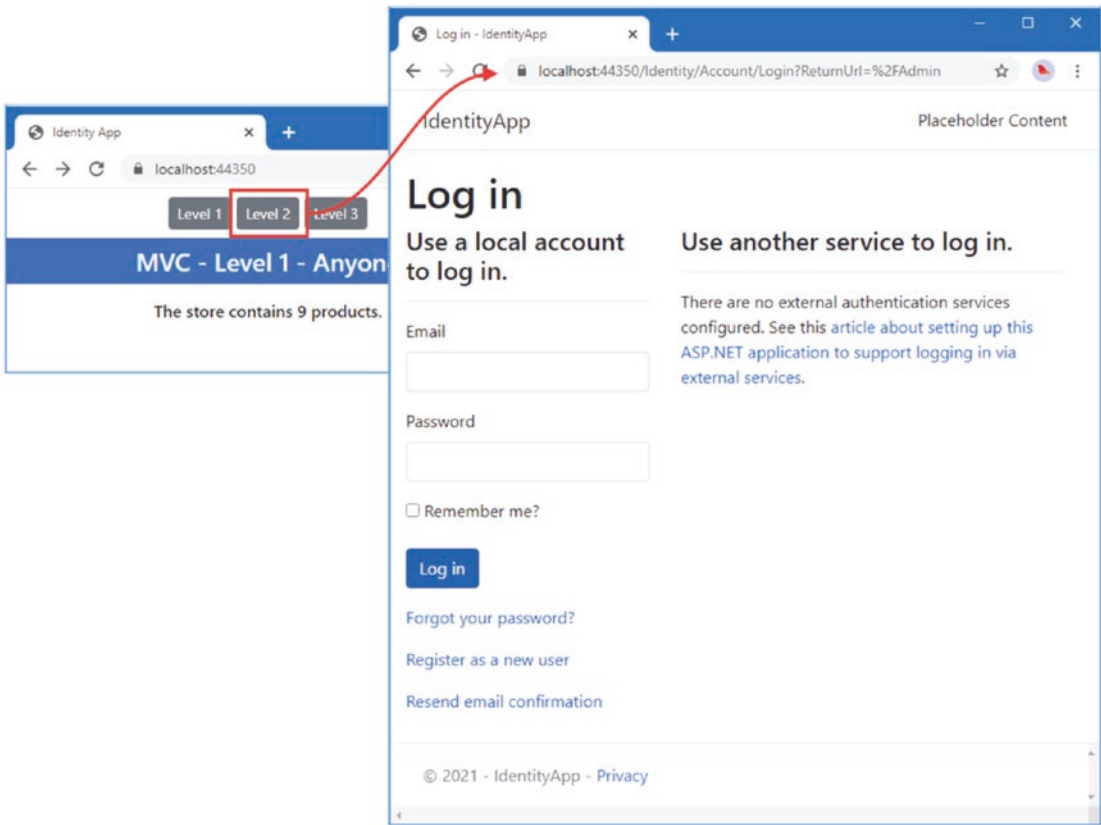 Identity App
localhost:44350
Level 1 Level 2 Level 3
MVC - Level 1 - Anyon
The store contains 9 products.
Log in - IdentityApp
localhost:44350/Identity/Account/Login?ReturnUrl=%2FAdmin
IdentityApp
Placeholder Content
Log in
Use a local account
to log in.
Email
Password
Remember me?
Log in
Forgot your password?
Register as a new user
Resend email confirmation
Use another service to log in.
There are no external authentication services
configured. See this article about setting up this
ASP.NET application to support logging in via
external services.
© 2021 - IdentityApp - Privacy